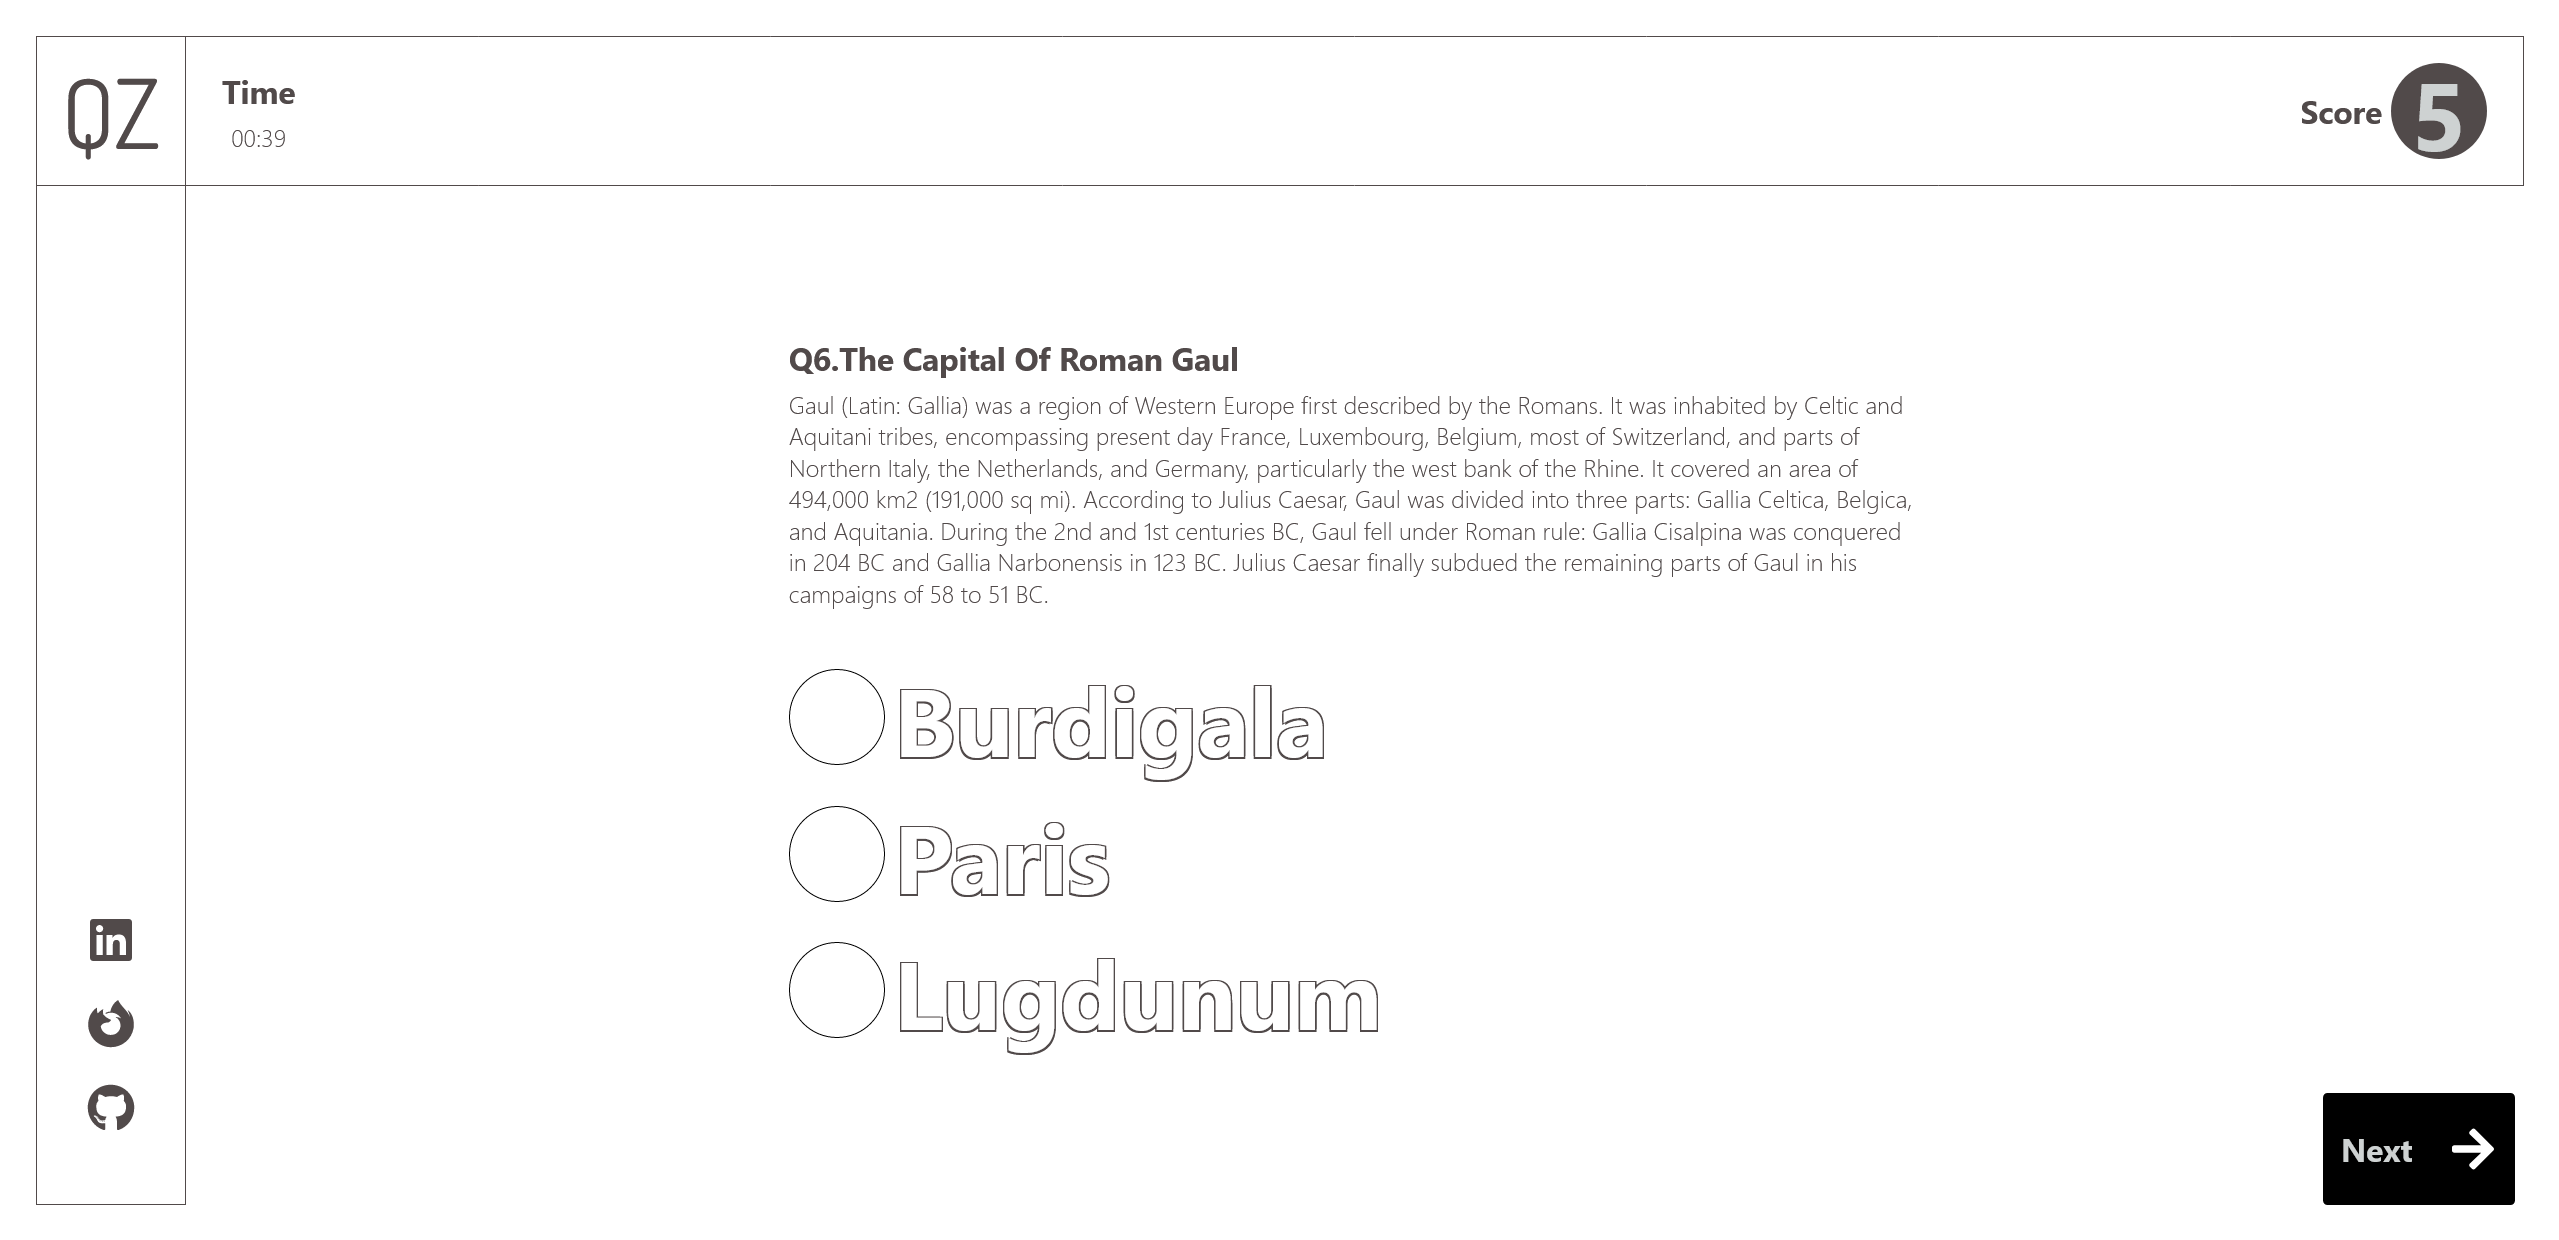 QZ
Time
00:39
Score 5
Q6.The Capital Of Roman Gaul
Gaul (Latin: Gallia) was a region of Western Europe first described by the Romans. It was inhabited by Celtic and
Aquitani tribes, encompassing present day France, Luxembourg, Belgium, most of Switzerland, and parts of
Northern Italy, the Netherlands, and Germany, particularly the west bank of the Rhine. It covered an area of
494,000 km2 (191,000 sq mi). According to Julius Caesar, Gaul was divided into three parts: Gallia Celtica, Belgica,
and Aquitania. During the 2nd and 1st centuries BC, Gaul fell under Roman rule: Gallia Cisalpina was conquered
in 204 BC and Gallia Narbonensis in 123 BC. Julius Caesar finally subdued the remaining parts of Gaul in his
campaigns of 58 to 51 BC.
Burdigala
Paris
Lugdunum
in
Next